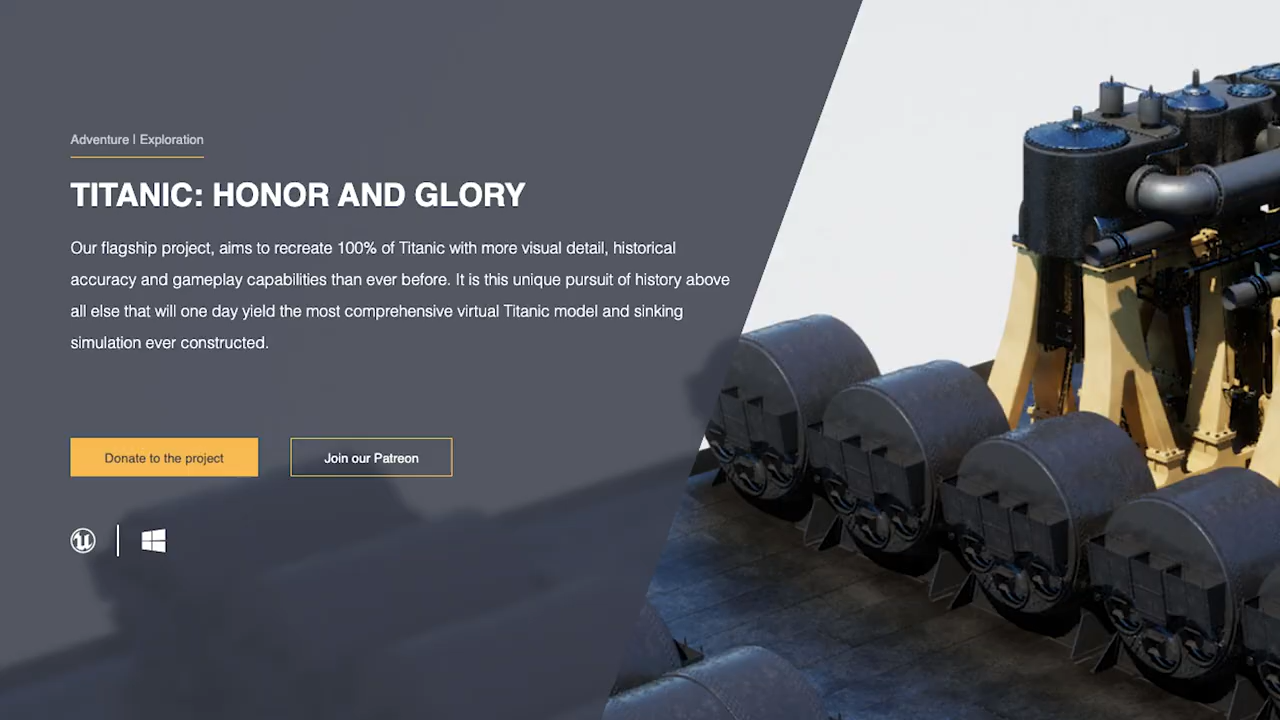 Adventure | Exploration
TITANIC: HONOR AND GLORY
Our flagship project, aims to recreate 100% of Titanic with more visual detail, historical
accuracy and gameplay capabilities than ever before. It is this unique pursuit of history above
all else that will one day yield the most comprehensive virtual Titanic model and sinking
simulation ever constructed.
Donate to the project
Join our Patreon